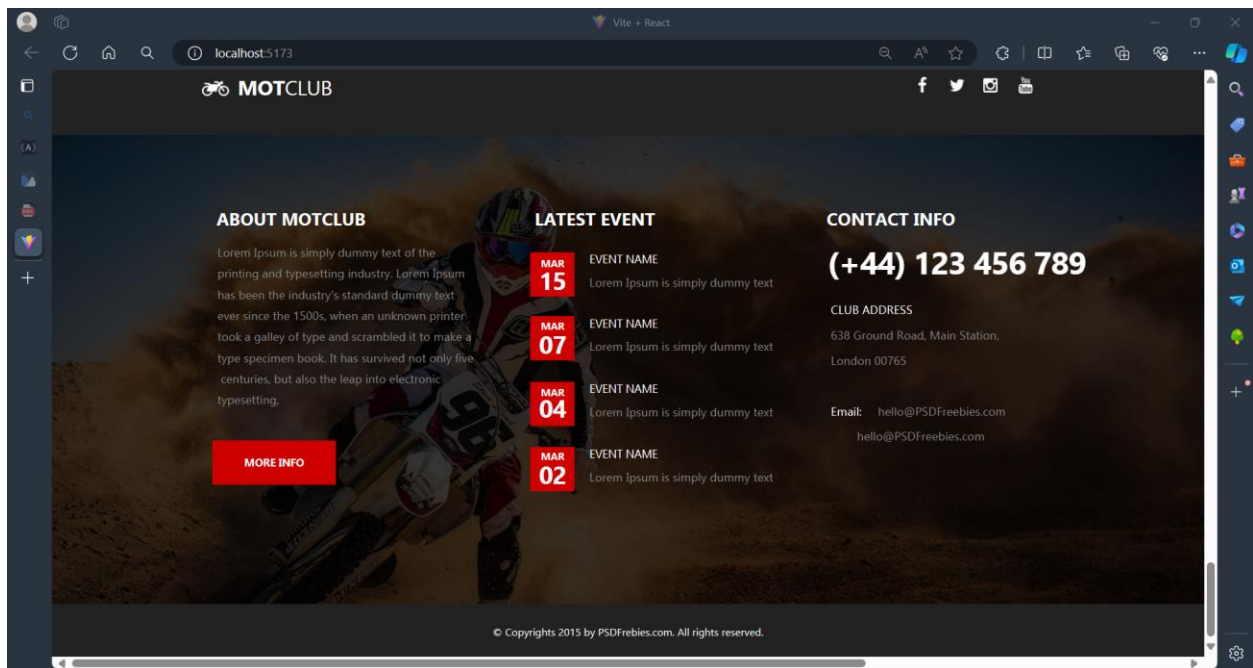 Vite + React
localhost:5173
MOTCLUB
You
Tube
ABOUT MOTCLUB
Lorem Ipsum is simply dummy text of the
printing and typesetting industry. Lorem Ipsum
has been the industry's standard dummy text
ever since the 1500s, when an unknown printer
took a galley of type and scrambled it to make a
type specimen book. It has survived not only five
centuries, but also the leap into electronic
typesetting,
MORE INFO
LATEST EVENT
MAR
15
EVENT NAME
Lorem Ipsum is simply dummy text
MAR
07
EVENT NAME
Lorem Ipsum is simply dummy text
MAR
04
EVENT NAME
Lorem Ipsum is simply dummy text
MAR
02
EVENT NAME
Lorem Ipsum is simply dummy text
CONTACT INFO
(+44) 123 456 789
CLUB ADDRESS
638 Ground Road, Main Station,
London 00765
Email: hello@PSDFreebies.com
hello@PSDFreebies.com
96
© Copyrights 2015 by PSDFrebies.com. All rights reserved.